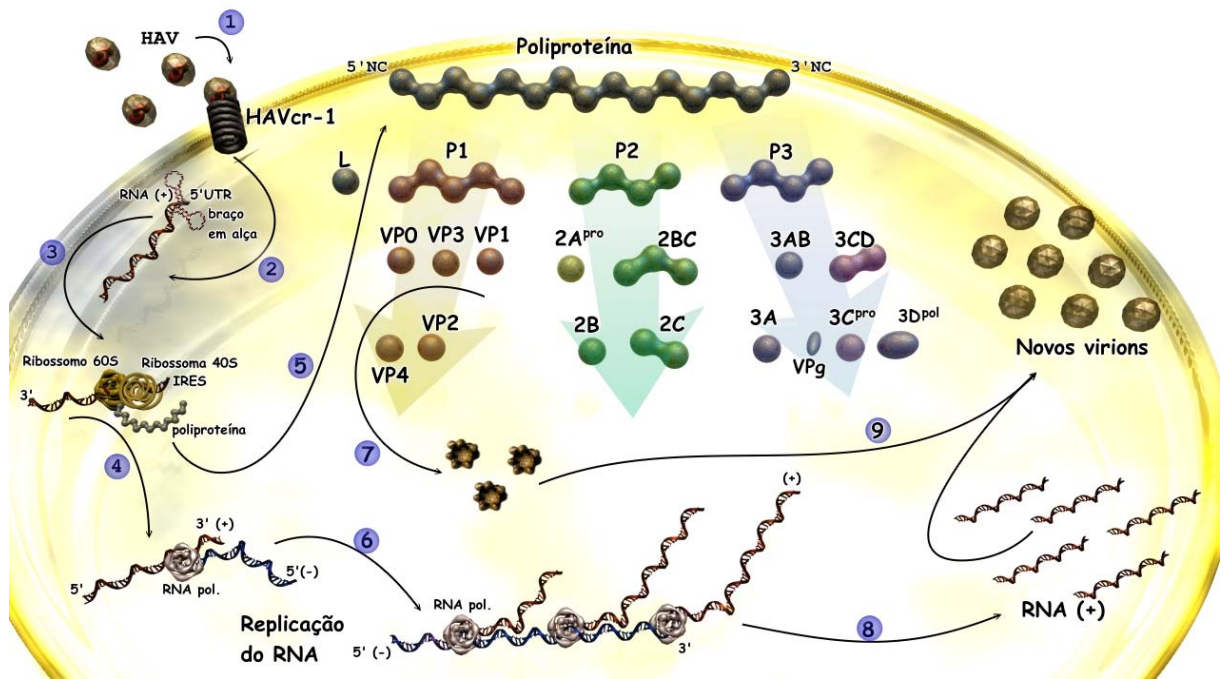 1
HAV
HAVcr-1
Poliproteína
5'NC
3'NC
L
P1
P2
P3
RNA (+)
5'UTR
braço
em alça
3
2
VP0 VP3 VP1
2Apro
2BC
3AB
3CD
VP4
VP2
2B
2C
3A
VPg
3Cpro
3Dpol
Novos virions
Ribossomo 60S
Ribossoma 40S
IRES
3'
poliproteína
5
4
7
9
3' (+)
5'
5'(-)
RNA pol.
6
Replicação
do RNA
RNA pol.
5' (-)
3'
(+)
8
RNA (+)